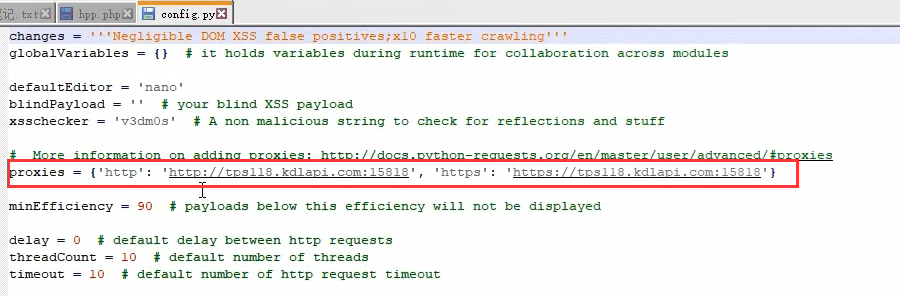 记.txt hpp.php config.py
changes = '''Negligible DOM XSS false positives;x10 faster crawling'''
globalVariables = {}  # it holds variables during runtime for collaboration across modules
defaultEditor = 'nano'
blindPayload = ''  # your blind XSS payload
xsschecker = 'v3dm0s'  # A non malicious string to check for reflections and stuff
#  More information on adding proxies: http://docs.python-requests.org/en/master/user/advanced/#proxies
proxies = {'http': 'http://tps118.kdlapi.com:15818', 'https': 'https://tps118.kdlapi.com:15818'}
minEfficiency = 90  # payloads below this efficiency will not be displayed
delay = 0  # default delay between http requests
threadCount = 10  # default number of threads
timeout = 10  # default number of http request timeout